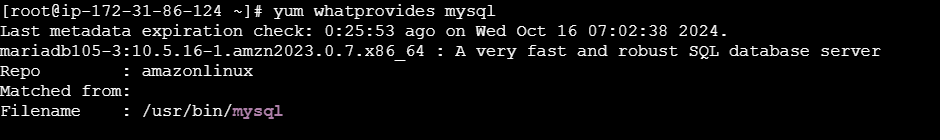 [root@ip-172-31-86-124 ~]# yum whatprovides mysql
Last metadata expiration check: 0:25:53 ago on Wed Oct 16 07:02:38 2024.
mariadb105-3:10.5.16-1.amzn2023.0.7.x86_64 : A very fast and robust SQL database server
Repo        : amazonlinux
Matched from:
Filename    : /usr/bin/mysql